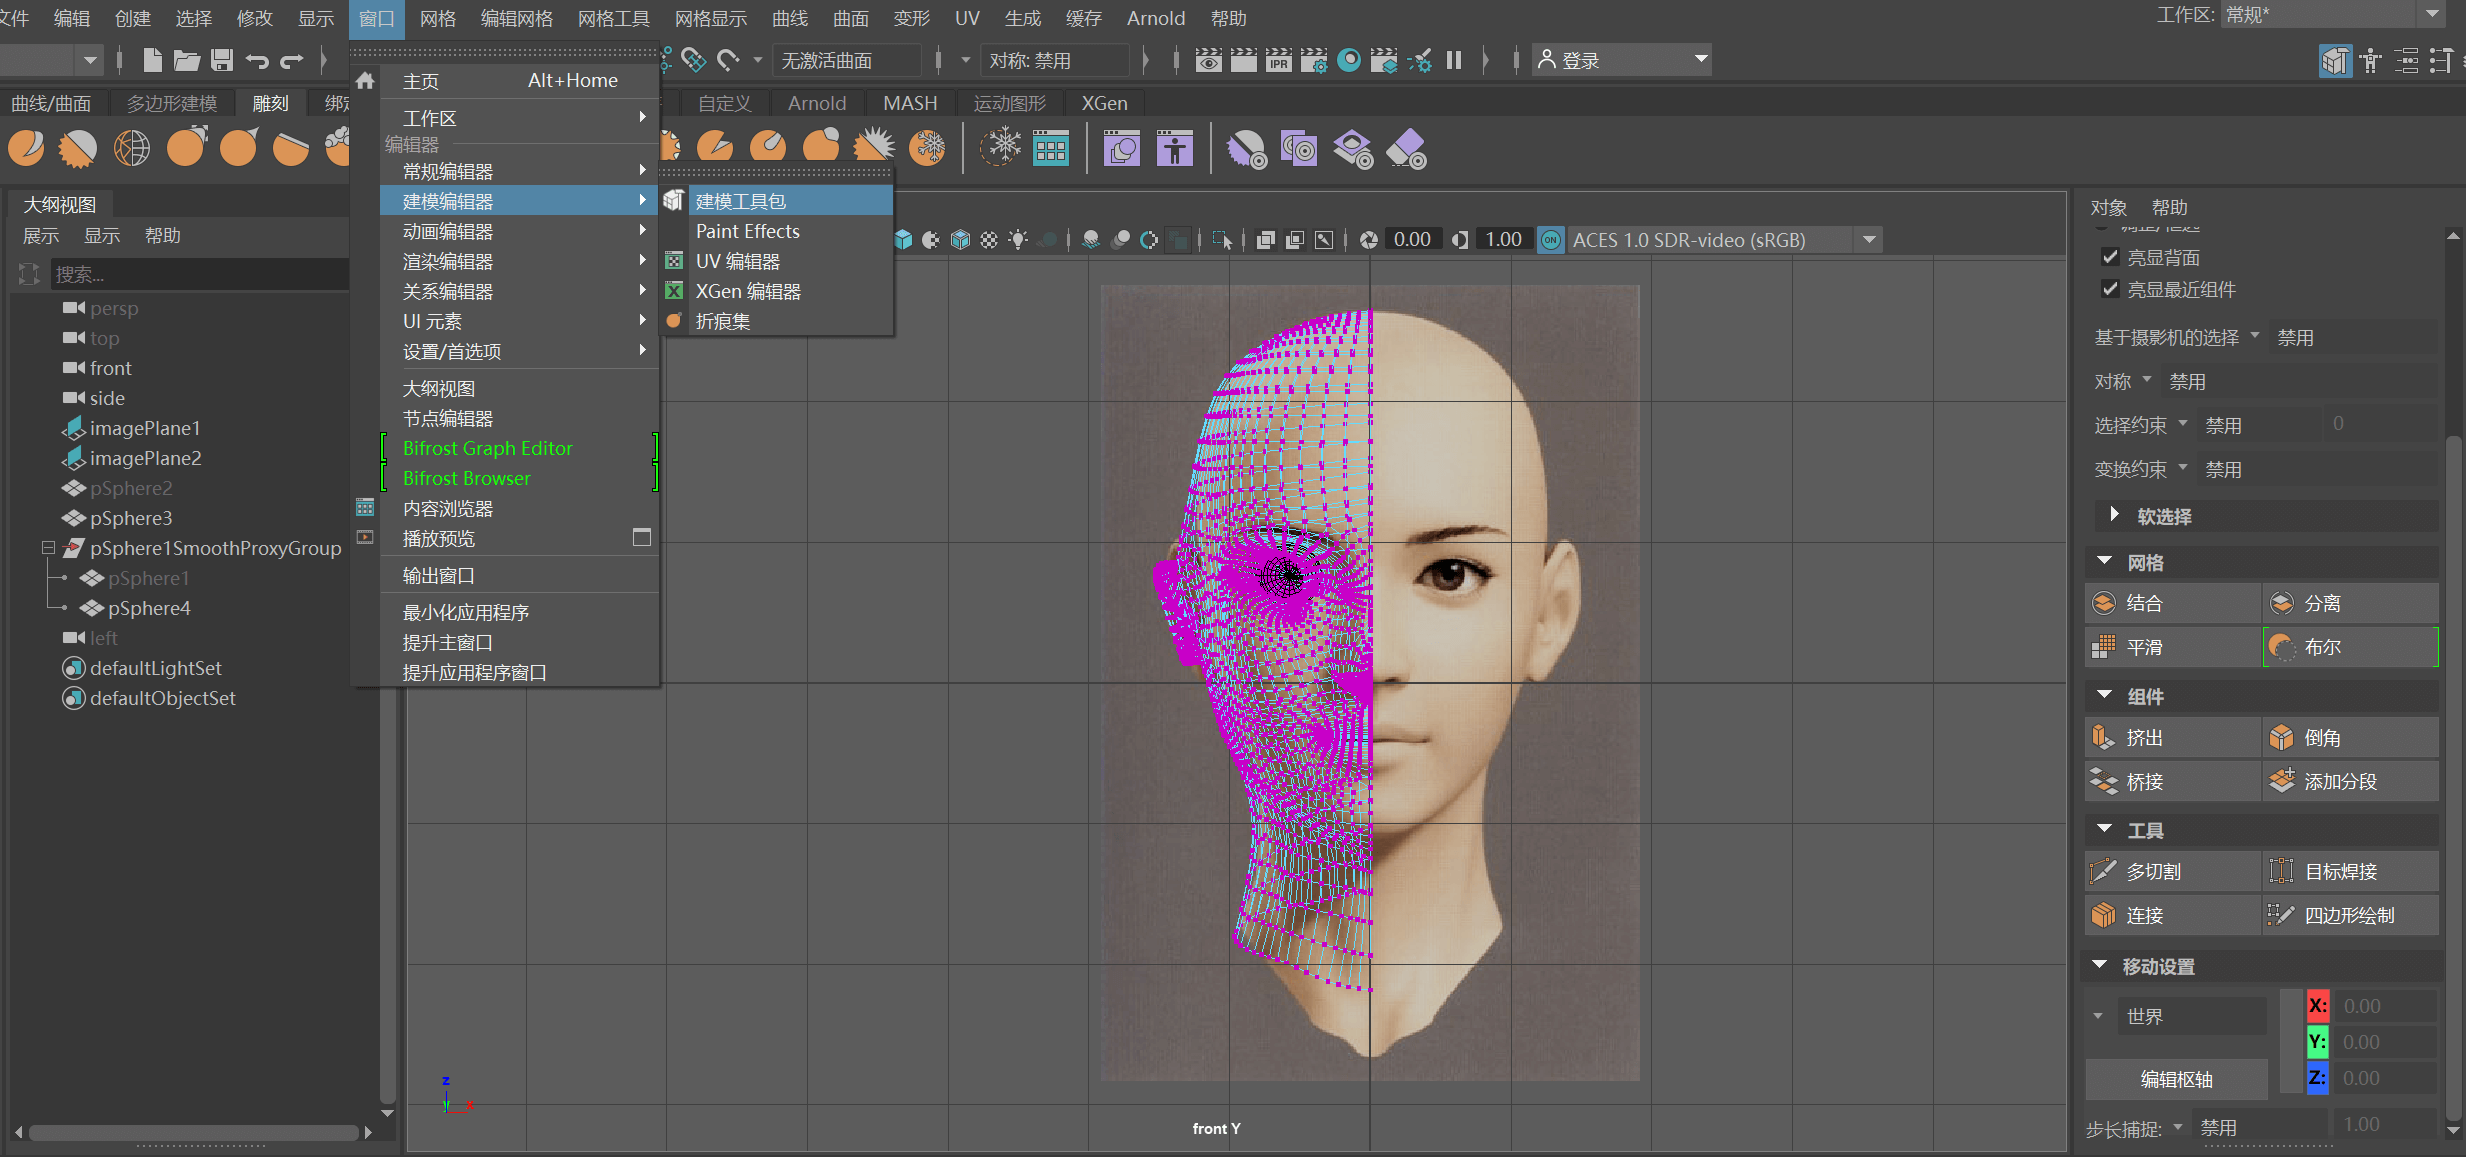 文件 编辑 创建 选择 修改 显示 窗口 网格 编辑网格 网格工具 网格显示 曲线 曲面 变形 UV 生成 缓存 Arnold 帮助
工作区: 常规*
无激活曲面
对称: 禁用
IPR
登录
曲线/曲面 多边形建模 雕刻
自定义 Arnold MASH 运动图形 XGen
主页 Alt+Home
工作区
编辑器
常规编辑器
建模编辑器
动画编辑器
渲染编辑器
关系编辑器
UI 元素
设置/首选项
大纲视图
节点编辑器
Bifrost Graph Editor
Bifrost Browser
内容浏览器
播放预览
输出窗口
最小化应用程序
提升主窗口
提升应用程序窗口
建模工具包
Paint Effects
UV 编辑器
XGen 编辑器
折痕集
大纲视图
展示 显示 帮助
搜索...
persp
top
front
side
imagePlane1
imagePlane2
pSphere2
pSphere3
pSphere1SmoothProxyGroup
pSphere1
pSphere4
left
defaultLightSet
defaultObjectSet
0.00
1.00
ON
ACES 1.0 SDR-video (sRGB)
z
x
front Y
对象 帮助
亮显背面
亮显最近组件
基于摄影机的选择 禁用
对称 禁用
选择约束 禁用 0
变换约束 禁用
软选择
网格
结合 分离
平滑 布尔
组件
挤出 倒角
桥接 添加分段
工具
多切割 目标焊接
连接 四边形绘制
移动设置
世界
X: 0.00
Y: 0.00
Z: 0.00
编辑枢轴
步长捕捉: 禁用 1.00